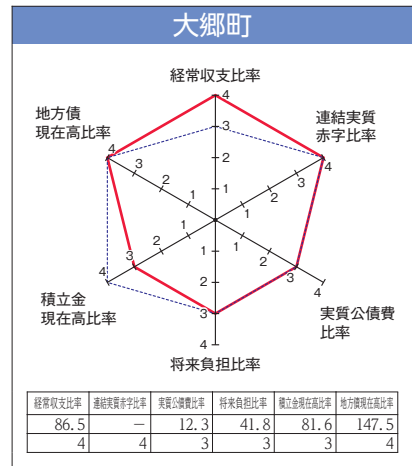 大郷町
経常収支比率
連結実質
赤字比率
実質公債費
比率
将来負担比率
積立金
現在高比率
地方債
現在高比率
4
3
2
1
4
3
2
1
4
3
2
1
4
3
2
1
4
3
2
1
4
3
2
1
経常収支比率 連結実質赤字比率 実質公債費比率 将来負担比率 積立金現在高比率 地方債現在高比率
86.5 － 12.3 41.8 81.6 147.5
4 4 3 3 3 4